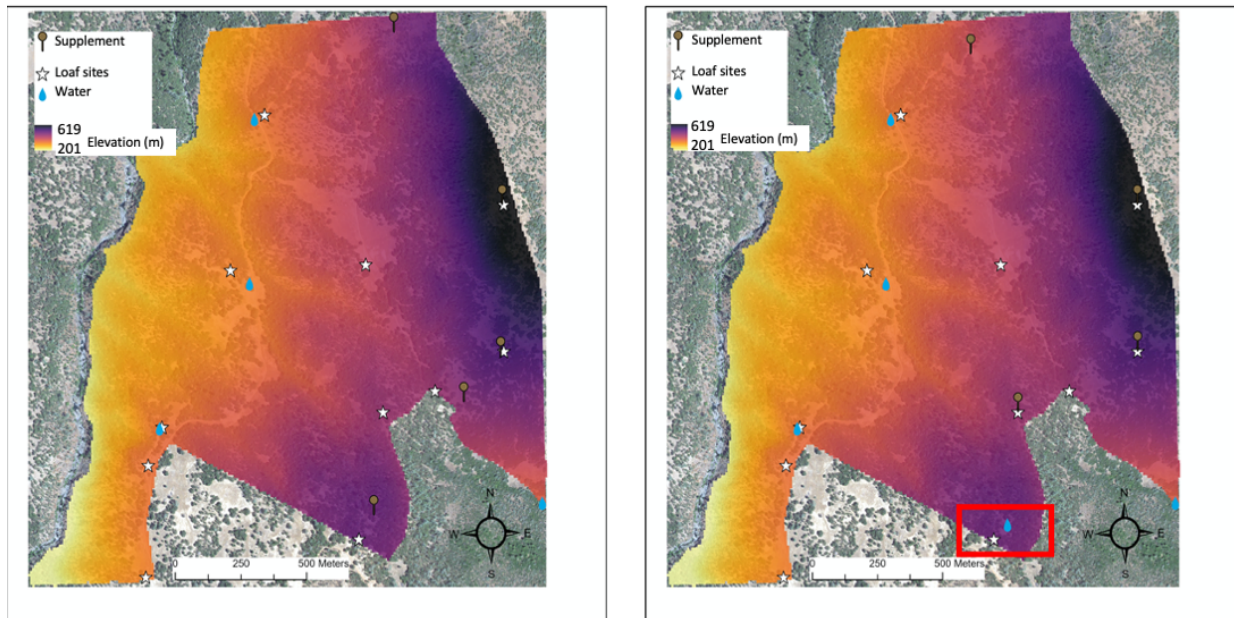 Supplement
Loaf sites
Water
619
201 Elevation (m)
N
W E
S
0 250 500 Meters
Supplement
Loaf sites
Water
619
201 Elevation (m)
N
W E
S
0 250 500 Meters